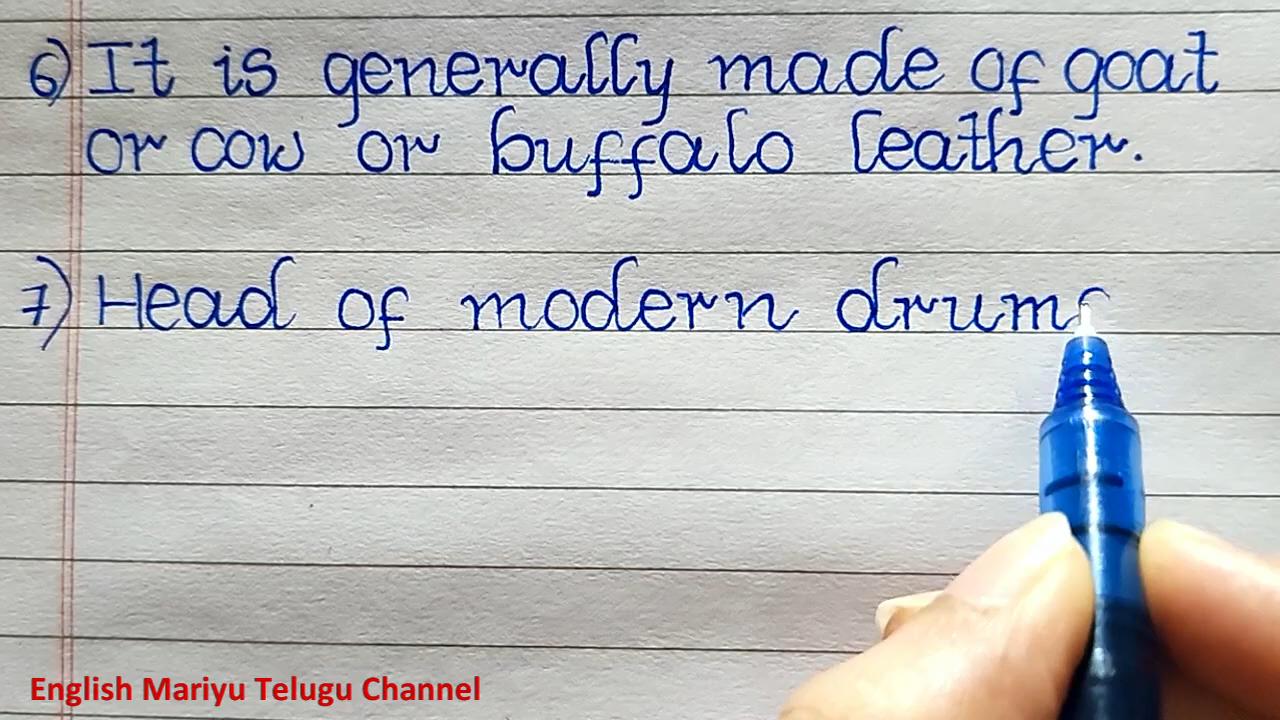 6) It is generally made of goat
or cow or buffalo leather.
7) Head of modern drums
English Mariyu Telugu Channel